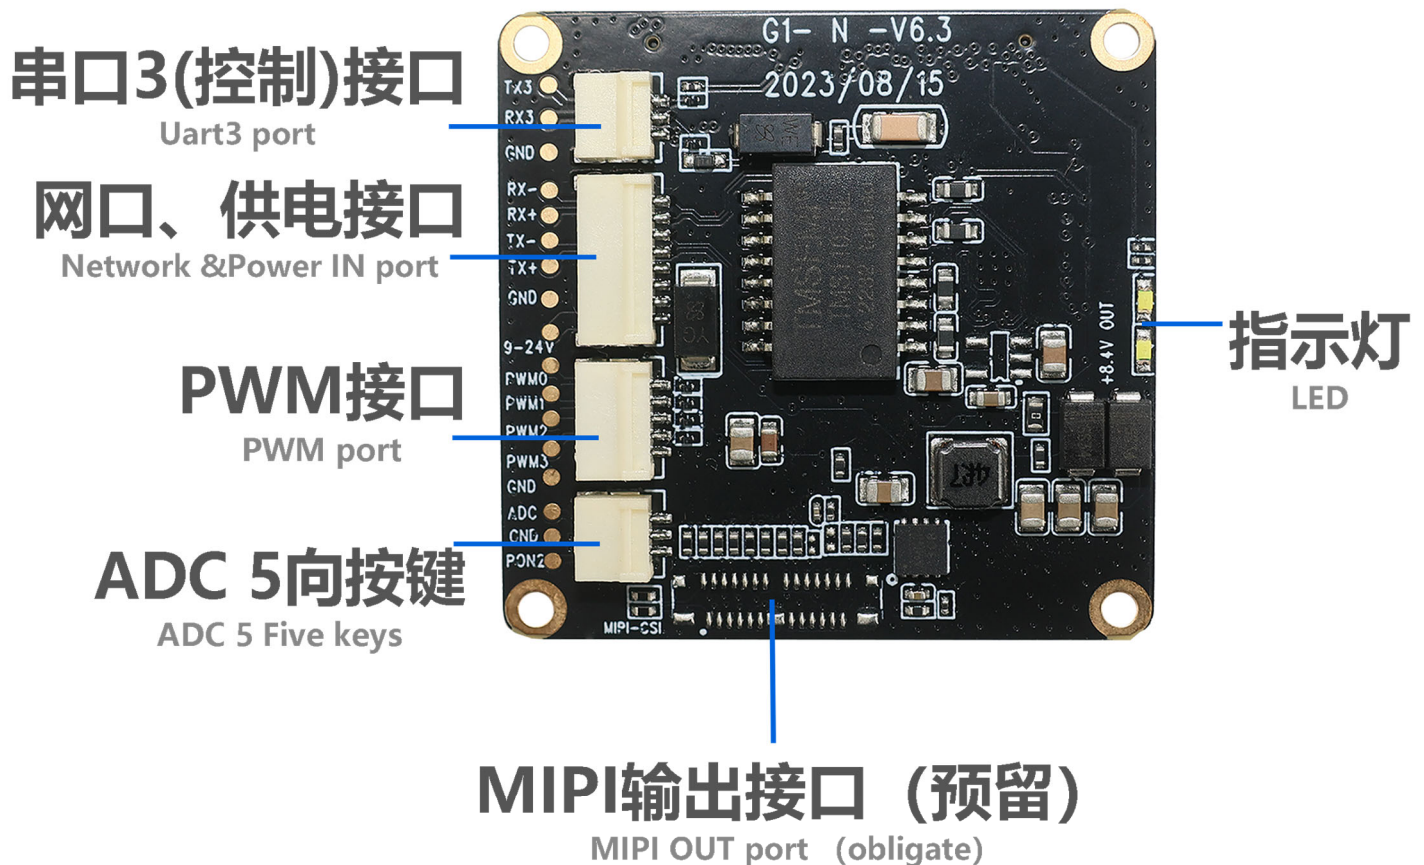 G1- N -V6.3
2023/08/15
串口3(控制)接口
Uart3 port
TX3
RX3
GND
网口、供电接口
Network &Power IN port
RX-
RX+
TX-
TX+
GND
9-24V
PWM接口
PWM port
PWM0
PWM1
PWM2
PWM3
GND
ADC 5向按键
ADC 5 Five keys
ADC
GND
PON2
MIPI-CSI
+8.4V OUT
指示灯
LED
4R7
WE
YG
MIPI输出接口（预留）
MIPI OUT port （obligate）